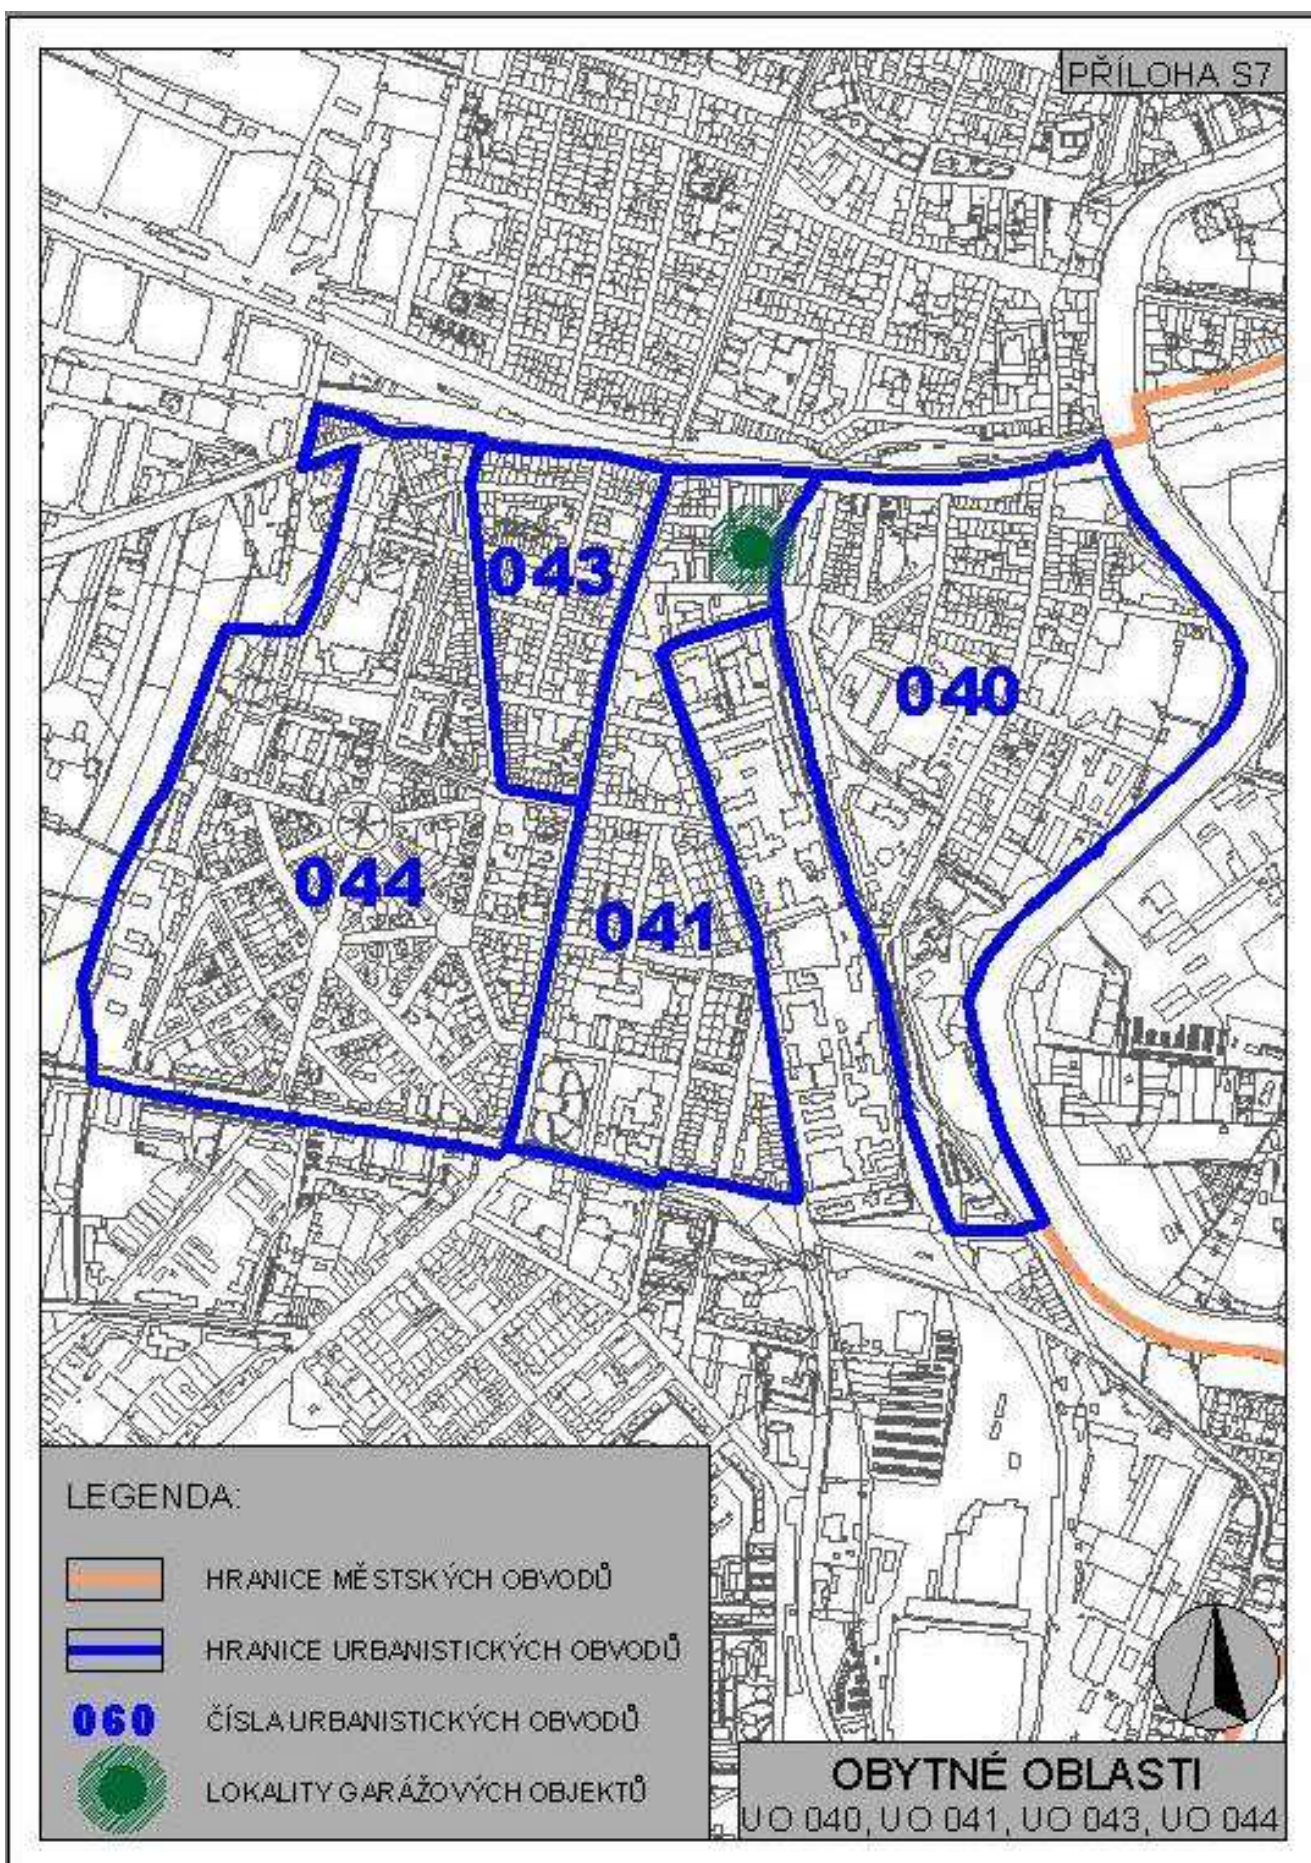 PŘÍLOHA S7
043
040
044
041
LEGENDA:
HRANICE MĚSTSKÝCH OBVODŮ
HRANICE URBANISTICKÝCH OBVODŮ
060 ČÍSLA URBANISTICKÝCH OBVODŮ
LOKALITY GARÁŽOVÝCH OBJEKTŮ
OBYTNÉ OBLASTI
UO 040, UO 041, UO 043, UO 044